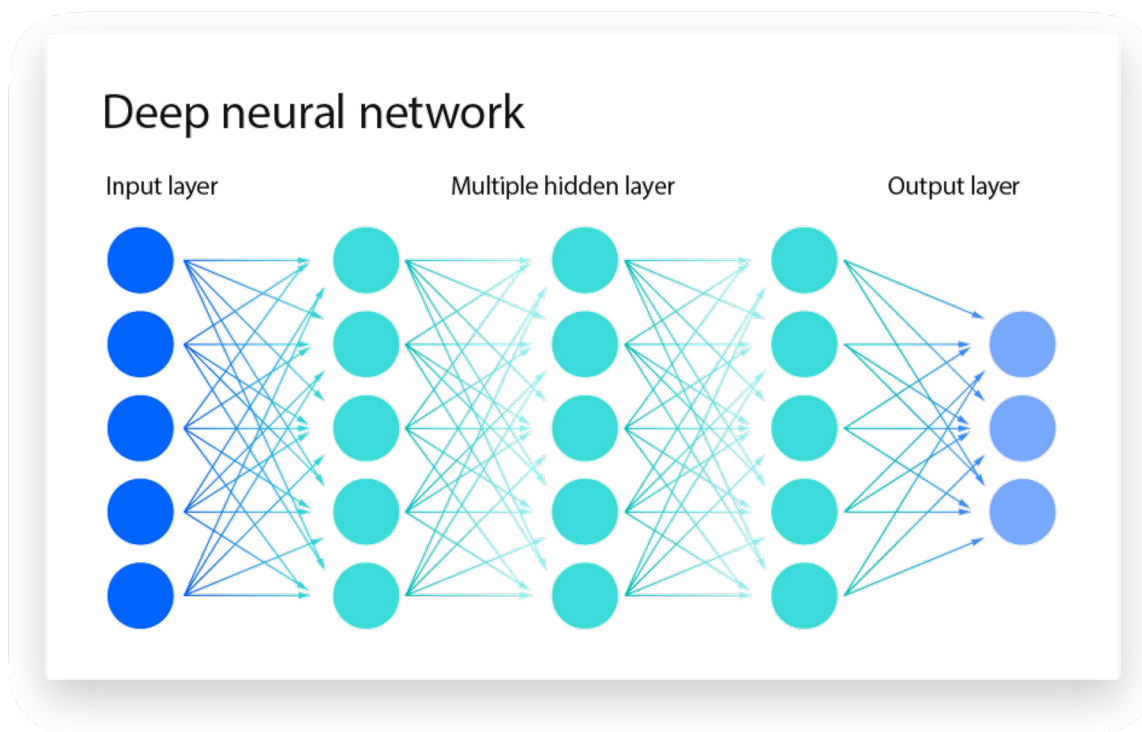 Deep neural network
Input layer
Multiple hidden layer
Output layer